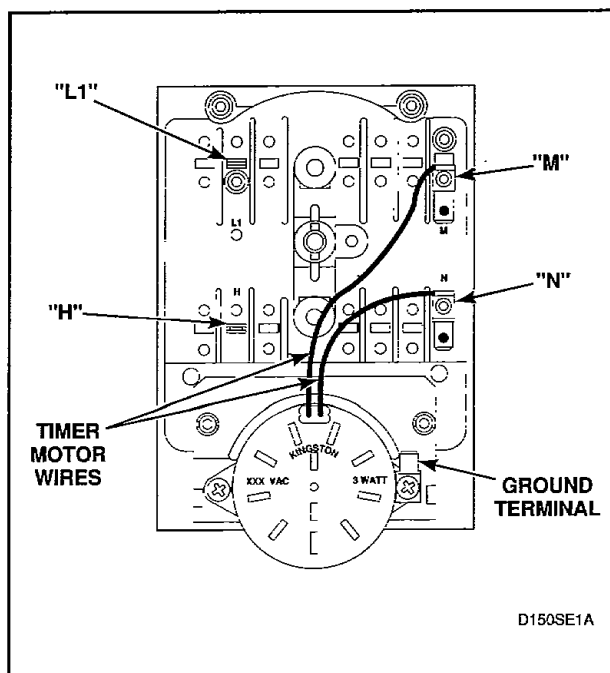 "L1"
"M"
L1
M
H
N
"H"
"N"
TIMER
MOTOR
WIRES
KINGSTON
XXX VAC
3 WATT
GROUND
TERMINAL
D150SE1A